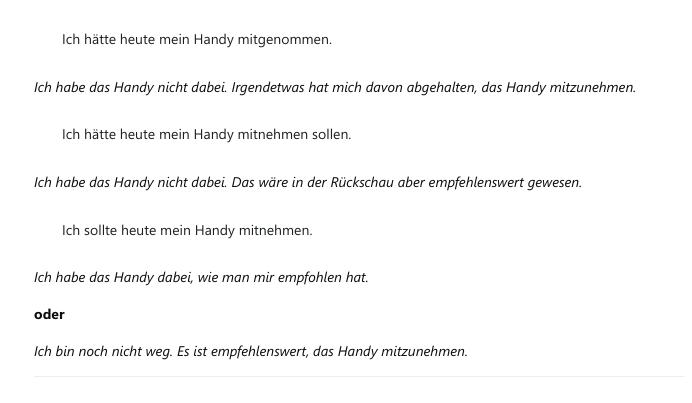 Ich hätte heute mein Handy mitgenommen.
Ich habe das Handy nicht dabei. Irgendetwas hat mich davon abgehalten, das Handy mitzunehmen.
Ich hätte heute mein Handy mitnehmen sollen.
Ich habe das Handy nicht dabei. Das wäre in der Rückschau aber empfehlenswert gewesen.
Ich sollte heute mein Handy mitnehmen.
Ich habe das Handy dabei, wie man mir empfohlen hat.
oder
Ich bin noch nicht weg. Es ist empfehlenswert, das Handy mitzunehmen.